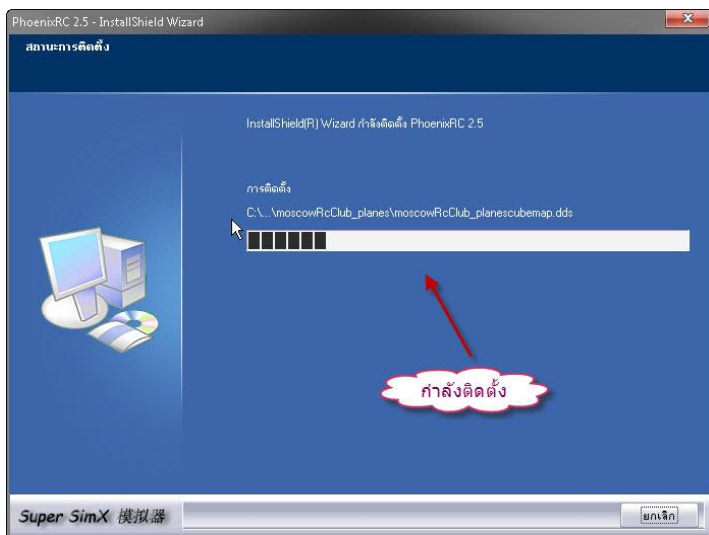 PhoenixRC 2.5 - InstallShield Wizard
สถานะการติดตั้ง
InstallShield(R) Wizard กำลังติดตั้ง PhoenixRC 2.5
การติดตั้ง
C:\...\moscowRcClub_planes\moscowRcClub_planescubemap.dds
กำลังติดตั้ง
Super SimX 模拟器
ยกเลิก